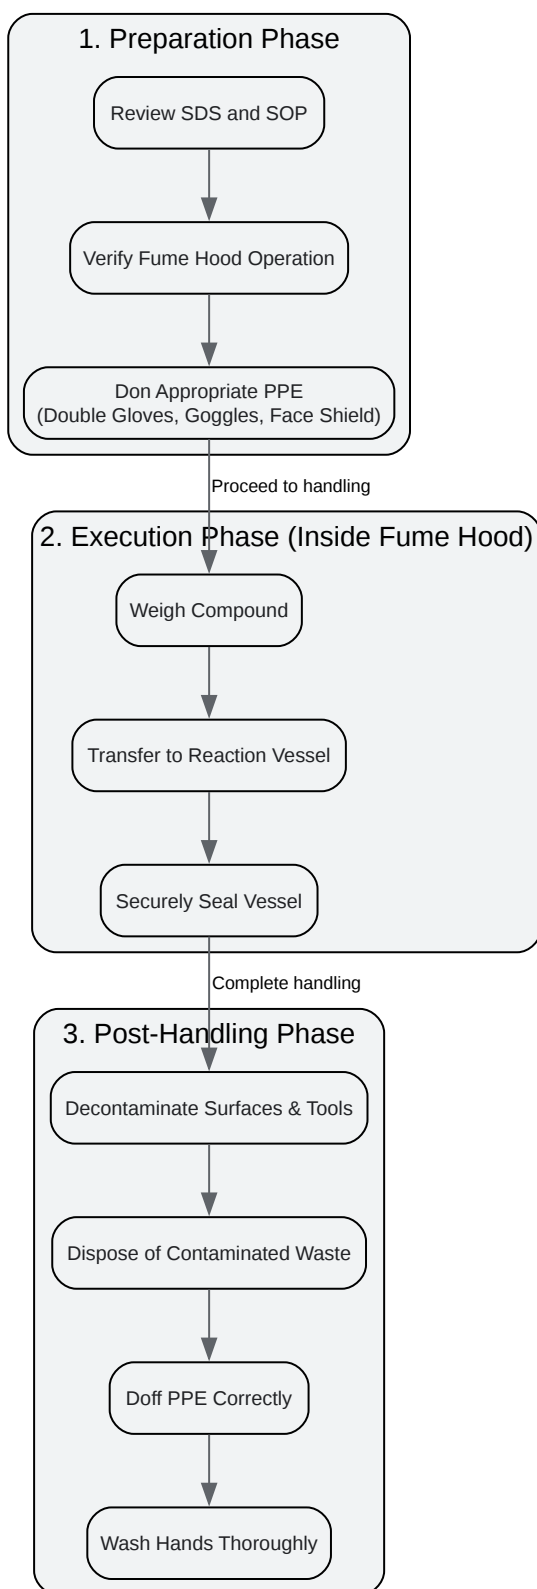 1. Preparation Phase
Review SDS and SOP
Verify Fume Hood Operation
Don Appropriate PPE
(Double Gloves, Goggles, Face Shield)
Proceed to handling
2. Execution Phase (Inside Fume Hood)
Weigh Compound
Transfer to Reaction Vessel
Securely Seal Vessel
Complete handling
3. Post-Handling Phase
Decontaminate Surfaces & Tools
Dispose of Contaminated Waste
Doff PPE Correctly
Wash Hands Thoroughly